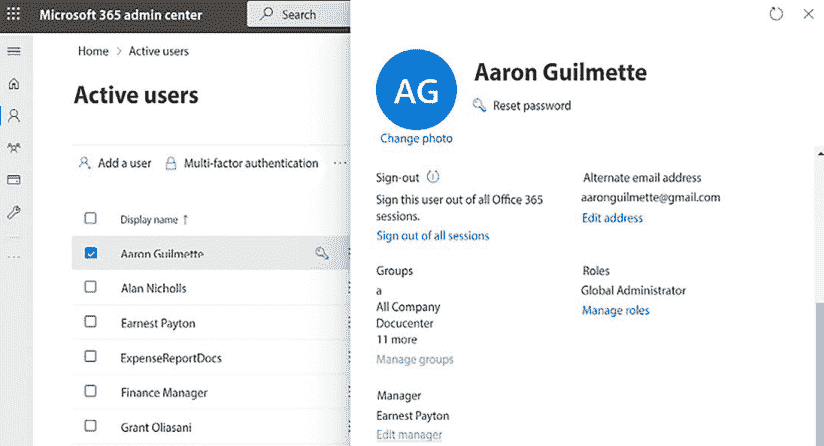 Microsoft 365 admin center
Search
Home > Active users
Active users
Add a user
Multi-factor authentication
...
Display name ↑
Aaron Guilmette
Alan Nicholls
Earnest Payton
ExpenseReportDocs
Finance Manager
Grant Oliasani
AG
Change photo
Aaron Guilmette
Reset password
Sign-out
Sign this user out of all Office 365
sessions.
Sign out of all sessions
Alternate email address
aaronguilmette@gmail.com
Edit address
Groups
a
All Company
Docucenter
11 more
Manage groups
Roles
Global Administrator
Manage roles
Manager
Earnest Payton
Edit manager